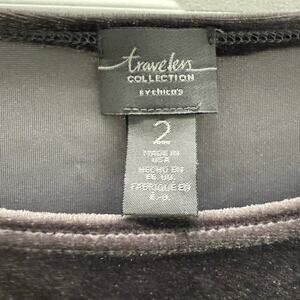 travelers
COLLECTION
BY chico's
2
MADE IN
USA
HECHO EN
EE. UU.
FABRIQUÉ EN
É.-U.